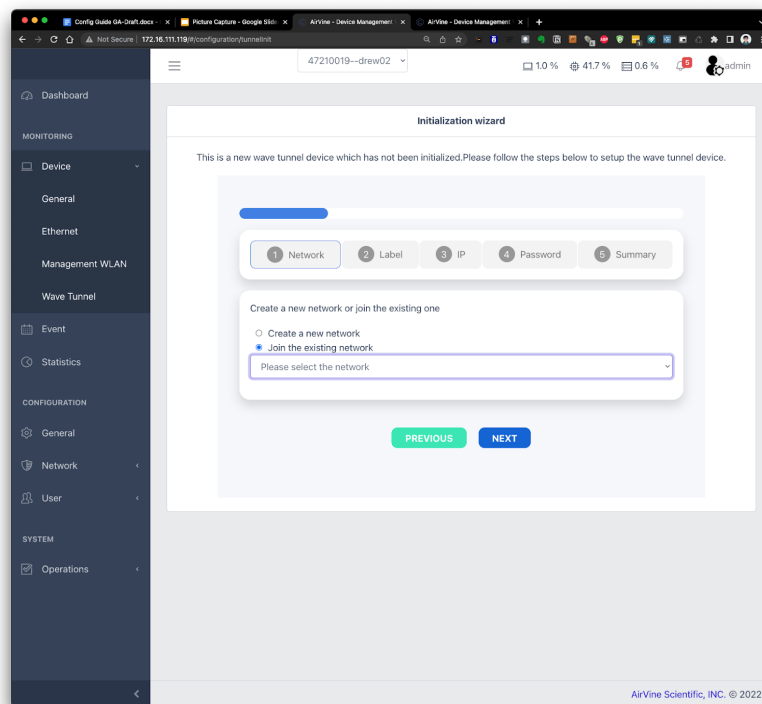 Config Guide GA-Draft.docx -
Picture Capture - Google Slide
AirVine - Device Management
AirVine - Device Management
Not Secure | 172.16.111.119/#/configuration/tunnelInit
47210019--drew02
1.0 %
41.7 %
0.6 %
5
admin
Dashboard
MONITORING
Device
General
Ethernet
Management WLAN
Wave Tunnel
Event
Statistics
CONFIGURATION
General
Network
User
SYSTEM
Operations
Initialization wizard
This is a new wave tunnel device which has not been initialized.Please follow the steps below to setup the wave tunnel device.
1 Network
2 Label
3 IP
4 Password
5 Summary
Create a new network or join the existing one
Create a new network
Join the existing network
Please select the network
PREVIOUS
NEXT
AirVine Scientific, INC. © 2022